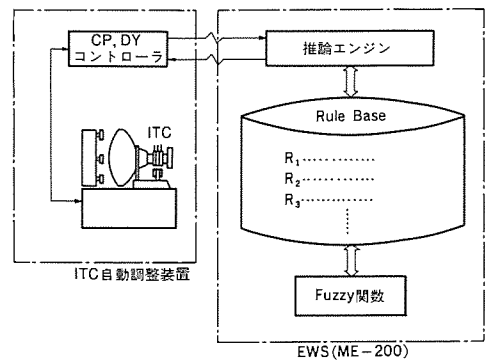 CP, DY
コントローラ
ITC
ITC自動調整装置
推論エンジン
Rule Base
R1
R2
R3
Fuzzy関数
EWS(ME-200)